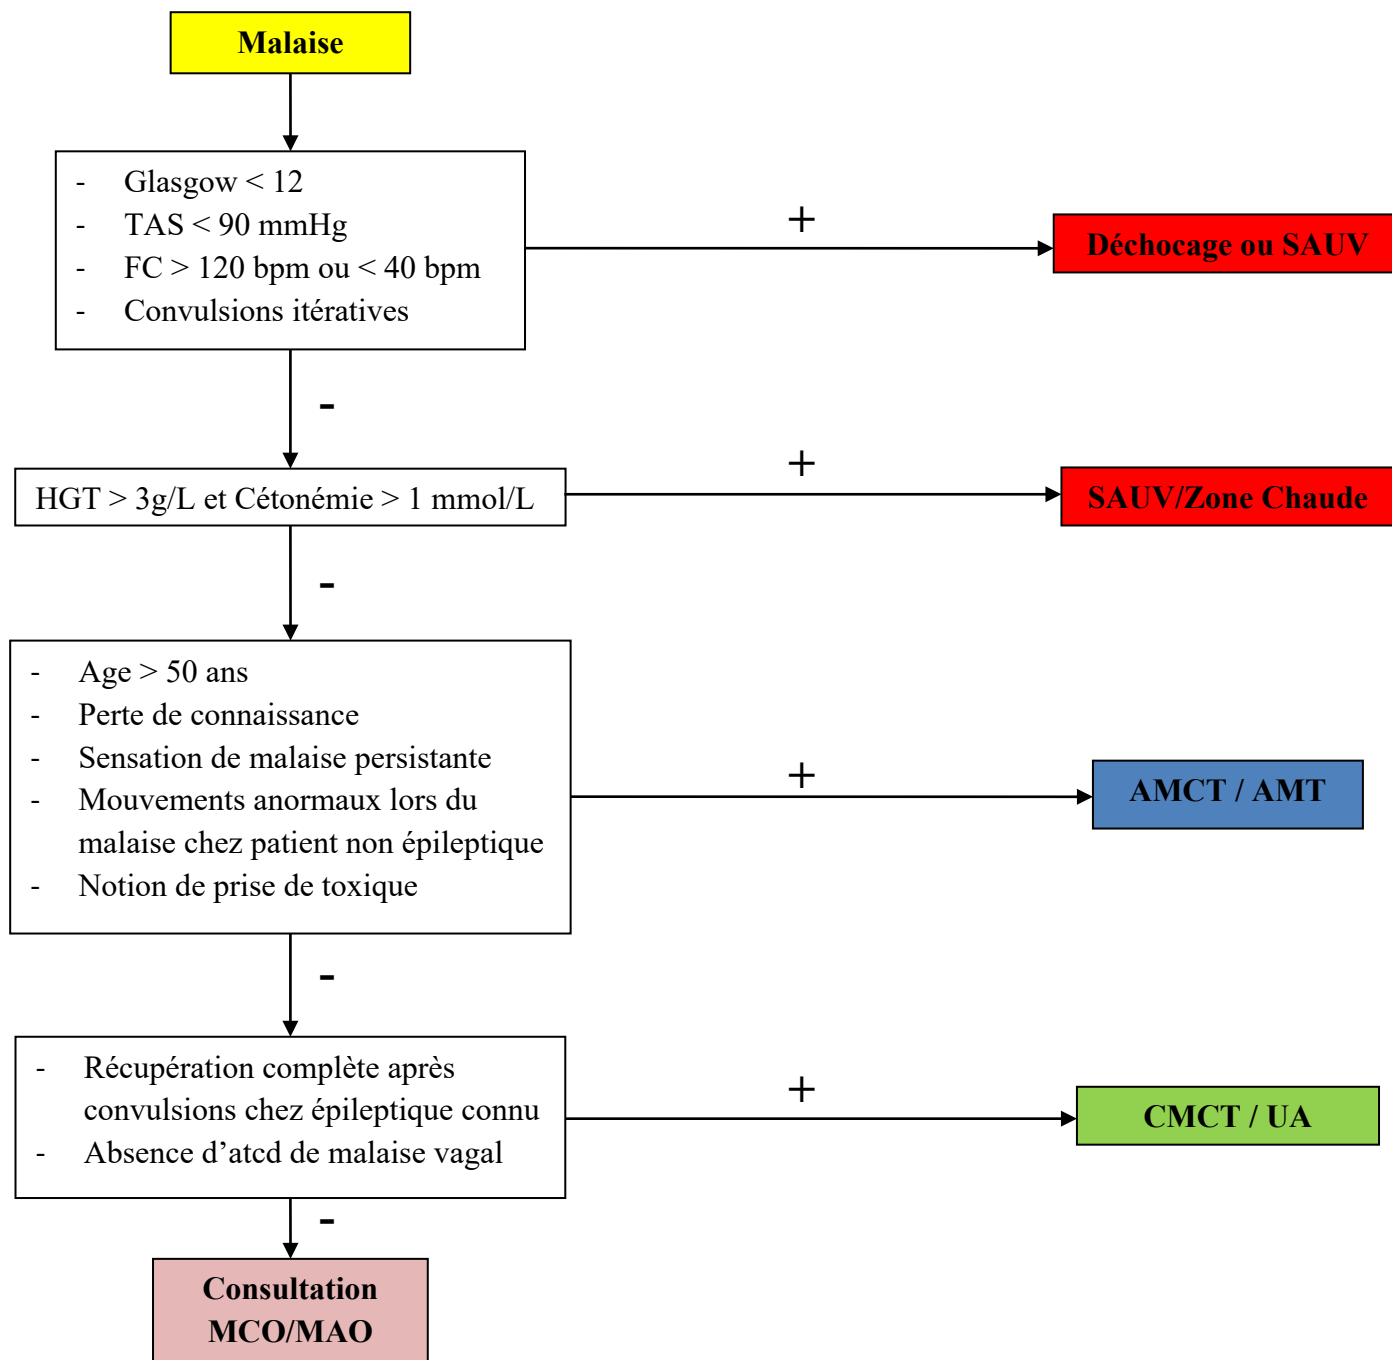 Malaise
- Glasgow < 12
- TAS < 90 mmHg
- FC > 120 bpm ou < 40 bpm
- Convulsions itératives
+
Déchocage ou SAUV
-
HGT > 3g/L et Cétonémie > 1 mmol/L
+
SAUV/Zone Chaude
-
- Age > 50 ans
- Perte de connaissance
- Sensation de malaise persistante
- Mouvements anormaux lors du
malaise chez patient non épileptique
- Notion de prise de toxique
+
AMCT / AMT
-
- Récupération complète après
convulsions chez épileptique connu
- Absence d’atcd de malaise vagal
+
CMCT / UA
-
Consultation
MCO/MAO